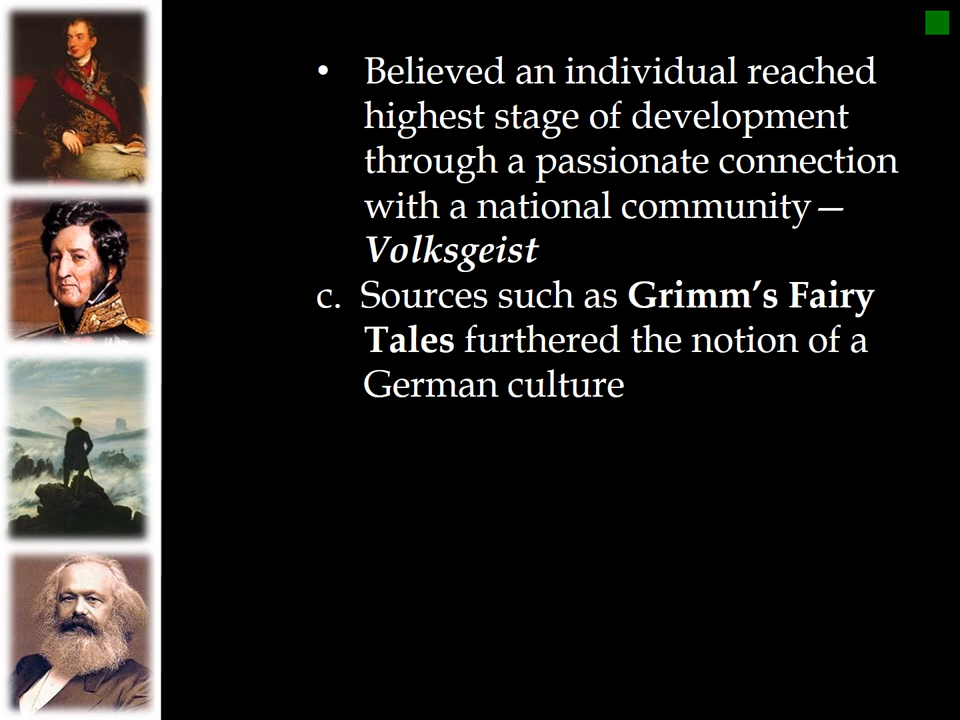 • Believed an individual reached
highest stage of development
through a passionate connection
with a national community—
Volksgeist
c. Sources such as Grimm’s Fairy
Tales furthered the notion of a
German culture